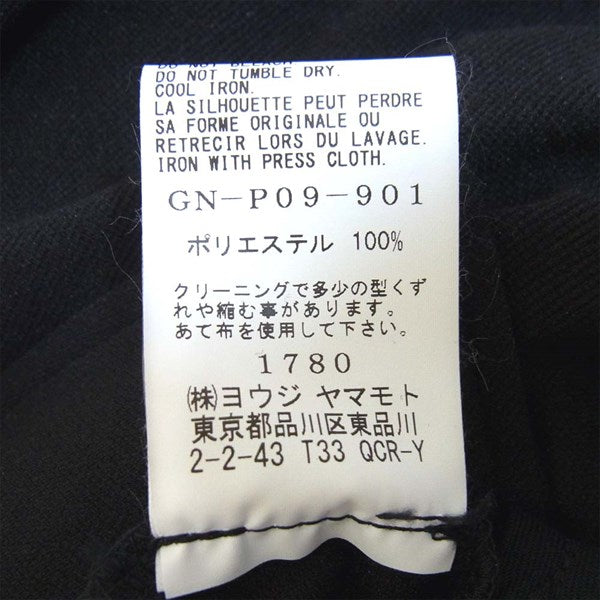 DO NOT BLEACH.
DO NOT TUMBLE DRY.
COOL IRON.
LA SILHOUETTE PEUT PERDRE
SA FORME ORIGINALE OU
RETRECIR LORS DU LAVAGE.
IRON WITH PRESS CLOTH.
GN-P09-901
ポリエステル 100%
クリーニングで多少の型くず
れや縮む事があります。
あて布を使用して下さい。
1780
㈱ヨウジ ヤマモト
東京都品川区東品川
2-2-43 T33 QCR-Y